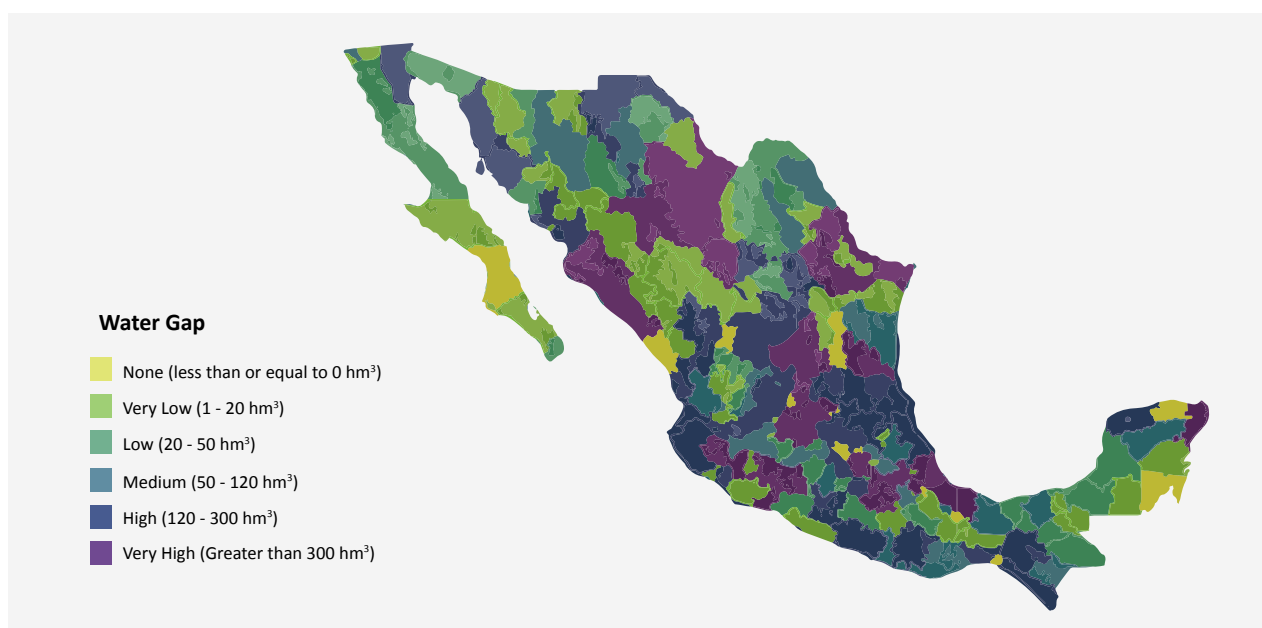 Water Gap
None (less than or equal to 0 hm³)
Very Low (1 - 20 hm³)
Low (20 - 50 hm³)
Medium (50 - 120 hm³)
High (120 - 300 hm³)
Very High (Greater than 300 hm³)